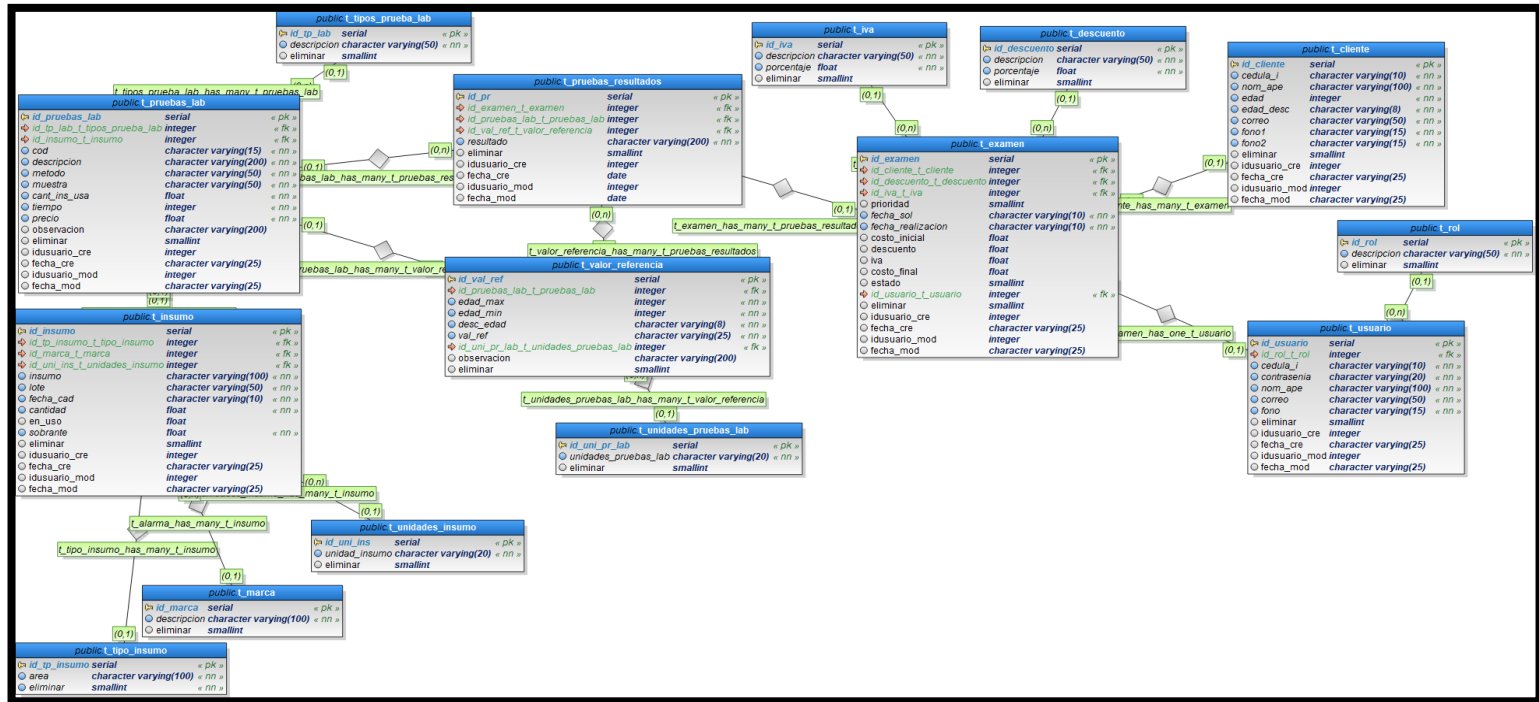 public.t_tipos_prueba_lab
id_tp_lab serial « pk »
descripcion character varying(50) « nn »
eliminar smallint
(0,1)
t_tipos_prueba_lab_has_many_t_pruebas_lab
public.t_pruebas_lab
id_pruebas_lab serial « pk »
id_tp_lab_t_tipos_prueba_lab integer « fk »
id_insumo_t_insumo integer « fk »
cod character varying(15) « nn »
descripcion character varying(200) « nn »
metodo character varying(50) « nn »
muestra character varying(50) « nn »
cant_ins_usa float « nn »
tiempo integer « nn »
precio float « nn »
observacion character varying(200)
eliminar smallint
idusuario_cre integer
fecha_cre character varying(25)
idusuario_mod integer
fecha_mod character varying(25)
(0,1)
(0,n)
(0,1)
(0,1)
public.t_pruebas_resultados
id_pr serial « pk »
id_examen_t_examen integer « fk »
id_pruebas_lab_t_pruebas_lab integer « fk »
id_val_ref_t_valor_referencia integer « fk »
resultado character varying(200) « nn »
eliminar smallint
idusuario_cre integer
fecha_cre date
idusuario_mod integer
fecha_mod date
(0,n)
t_valor_referencia_has_many_t_pruebas_resultados
t_examen_has_many_t_pruebas_resultad
(0,1)
public.t_iva
id_iva serial « pk »
descripcion character varying(50) « nn »
porcentaje float « nn »
eliminar smallint
(0,1)
(0,n)
public.t_descuento
id_descuento serial « pk »
descripcion character varying(50) « nn »
porcentaje float « nn »
eliminar smallint
(0,1)
(0,n)
public.t_cliente
id_cliente serial « pk »
cedula_i character varying(10) « nn »
nom_ape character varying(100) « nn »
edad integer « nn »
edad_desc character varying(8) « nn »
correo character varying(50) « nn »
fono1 character varying(15) « nn »
fono2 character varying(15) « nn »
eliminar smallint
idusuario_cre integer
fecha_cre character varying(25)
idusuario_mod integer
fecha_mod character varying(25)
(0,1)
nte_has_many_t_examen
public.t_examen
id_examen serial « pk »
id_cliente_t_cliente integer « fk »
id_descuento_t_descuento integer « fk »
id_iva_t_iva integer « fk »
prioridad smallint
fecha_sol character varying(10) « nn »
fecha_realizacion character varying(10) « nn »
costo_inicial float
descuento float
iva float
costo_final float
estado smallint
id_usuario_t_usuario integer « fk »
eliminar smallint
idusuario_cre integer
fecha_cre character varying(25)
idusuario_mod integer
fecha_mod character varying(25)
amen_has_one_t_usuario
(0,1)
public.t_rol
id_rol serial « pk »
descripcion character varying(50) « nn »
eliminar smallint
(0,1)
(0,n)
public.t_usuario
id_usuario serial « pk »
id_rol_t_rol integer « fk »
cedula_i character varying(10) « nn »
contrasenia character varying(20) « nn »
nom_ape character varying(100) « nn »
correo character varying(50) « nn »
fono character varying(15) « nn »
eliminar smallint
idusuario_cre integer
fecha_cre character varying(25)
idusuario_mod integer
fecha_mod character varying(25)
public.t_valor_referencia
id_val_ref serial « pk »
id_pruebas_lab_t_pruebas_lab integer « fk »
edad_max integer « nn »
edad_min integer « nn »
desc_edad character varying(8) « nn »
val_ref character varying(25) « nn »
id_uni_pr_lab_t_unidades_pruebas_lab integer « fk »
observacion character varying(200)
eliminar smallint
t_unidades_pruebas_lab_has_many_t_valor_referencia
(0,1)
public.t_unidades_pruebas_lab
id_uni_pr_lab serial « pk »
unidades_pruebas_lab character varying(20) « nn »
eliminar smallint
public.t_insumo
id_insumo serial « pk »
id_tp_insumo_t_tipo_insumo integer « fk »
id_marca_t_marca integer « fk »
id_uni_ins_t_unidades_insumo integer « fk »
insumo character varying(100) « nn »
lote character varying(50) « nn »
fecha_cad character varying(10) « nn »
cantidad float « nn »
en_uso float
sobrante float « nn »
eliminar smallint
idusuario_cre integer
fecha_cre character varying(25)
idusuario_mod integer
fecha_mod character varying(25)
(0,n)
(0,1)
t_alarma_has_many_t_insumo
t_tipo_insumo_has_many_t_insumo
public.t_unidades_insumo
id_uni_ins serial « pk »
unidad_insumo character varying(20) « nn »
eliminar smallint
(0,1)
public.t_marca
id_marca serial « pk »
descripcion character varying(100) « nn »
eliminar smallint
(0,1)
public.t_tipo_insumo
id_tp_insumo serial « pk »
area character varying(100) « nn »
eliminar smallint « nn »